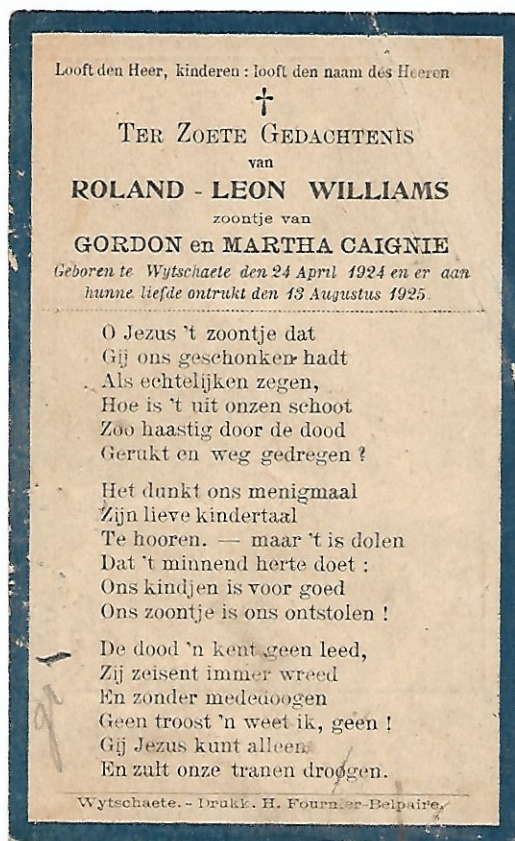 Looft den Heer, kinderen : looft den naam des Heeren
✝
TER ZOETE GEDACHTENIS
van
ROLAND - LEON WILLIAMS
zoontje van
GORDON en MARTHA CAIGNIE
Geboren te Wytschaete den 24 April 1924 en er aan
hunne liefde ontrukt den 13 Augustus 1925.
O Jezus 't zoontje dat
Gij ons geschonken hadt
Als echtelijken zegen,
Hoe is 't uit onzen schoot
Zoo haastig door de dood
Gerukt en weg gedregen ?
Het dunkt ons menigmaal
Zijn lieve kindertaal
Te hooren. — maar 't is dolen
Dat 't minnend herte doet :
Ons kindjen is voor goed
Ons zoontje is ons ontstolen !
De dood 'n kent geen leed,
Zij zeisent immer wreed
En zonder mededoogen
Geen troost 'n weet ik, geen !
Gij Jezus kunt alleen
En zult onze tranen droogen.
Wytschaete. - Drukk. H. Fournier-Belpaire,